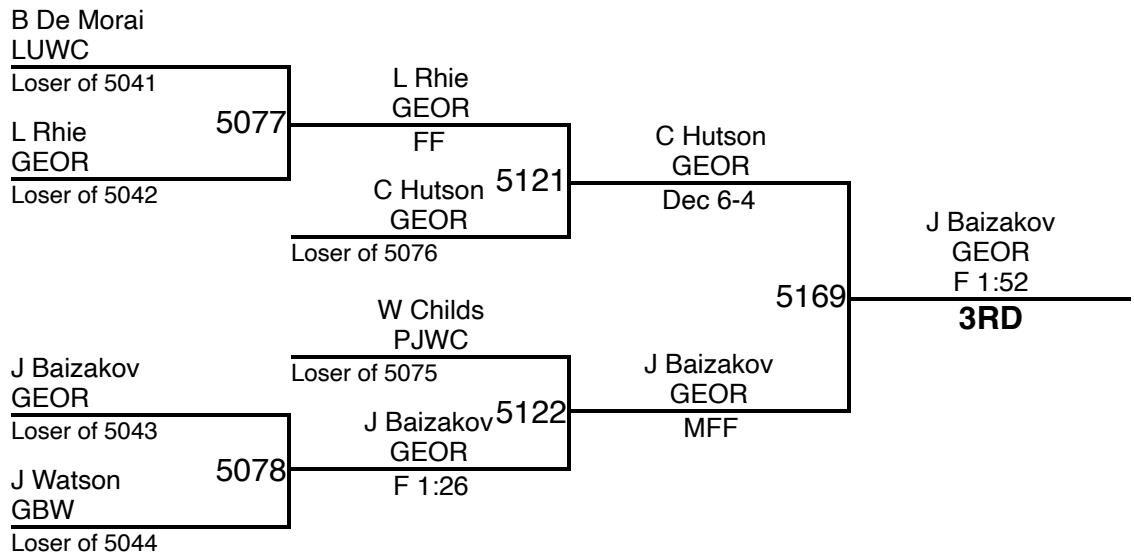 B De Morai
LUWC
Loser of 5041
L Rhie
GEOR
Loser of 5042
5077
L Rhie
GEOR
FF
C Hutson
GEOR
Loser of 5076
5121
C Hutson
GEOR
Dec 6-4
W Childs
PJWC
Loser of 5075
J Baizakov
GEOR
Loser of 5043
J Watson
GBW
Loser of 5044
5078
J Baizakov
GEOR
F 1:26
5122
J Baizakov
GEOR
MFF
5169
J Baizakov
GEOR
F 1:52
3RD